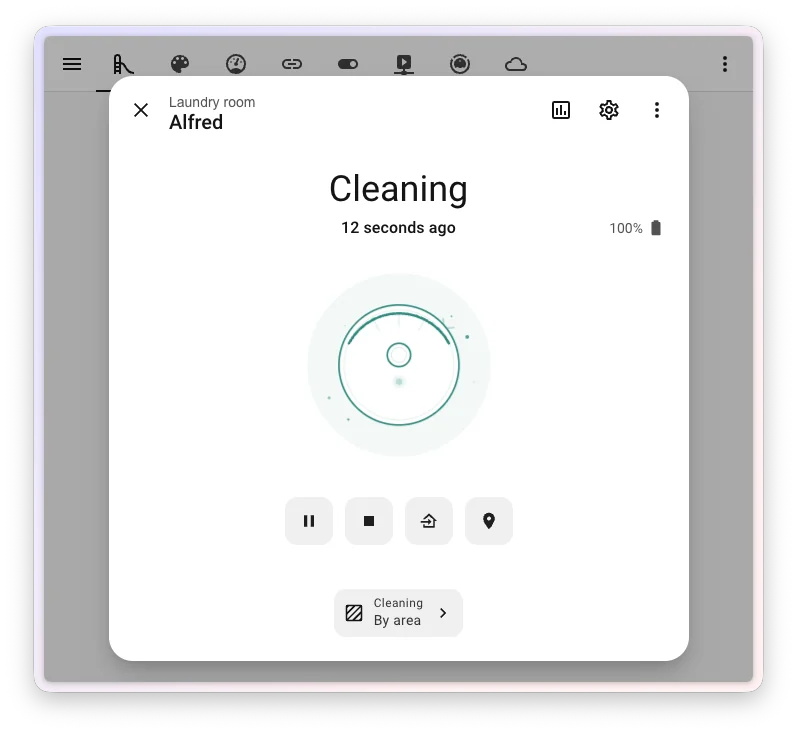 Laundry room
Alfred
Cleaning
12 seconds ago
100%
Cleaning
By area